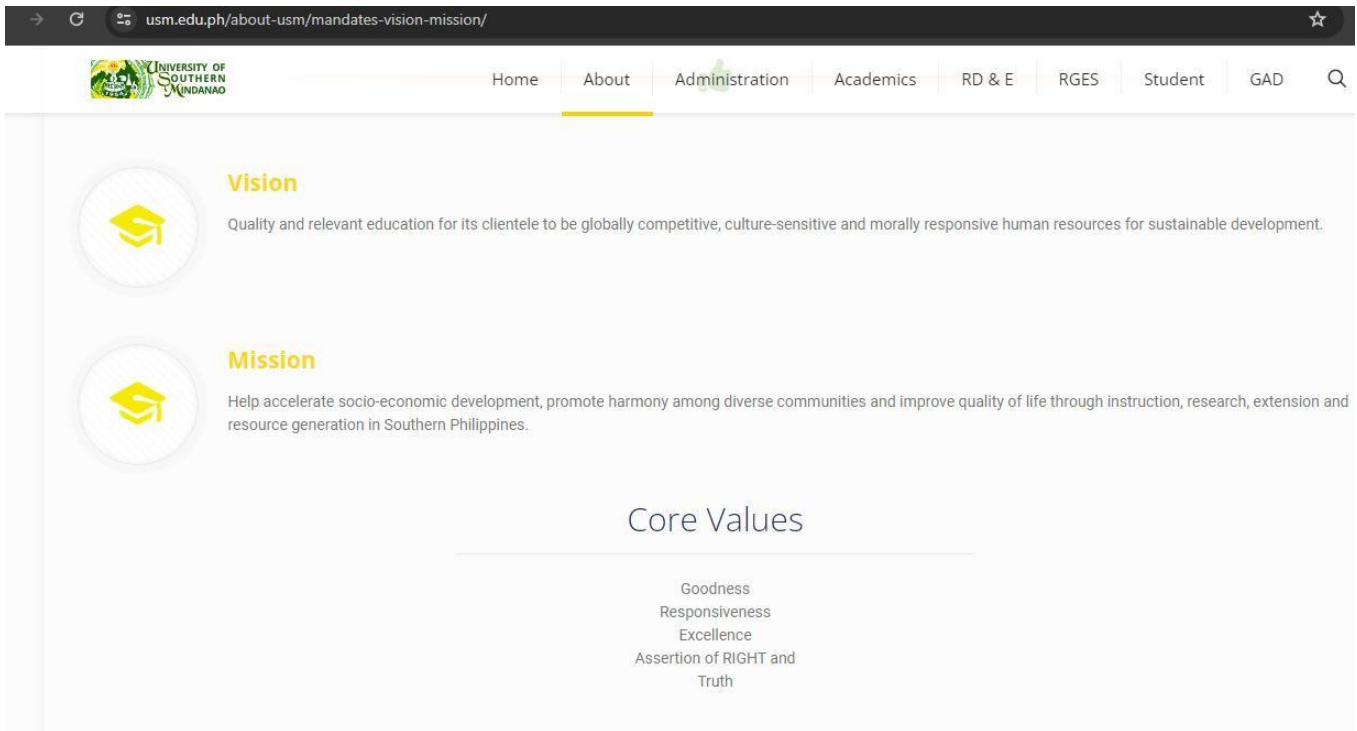 usm.edu.ph/about-usm/mandates-vision-mission/
UNIVERSITY OF
SOUTHERN
MINDANAO
Home About Administration Academics RD & E RGES Student GAD
Vision
Quality and relevant education for its clientele to be globally competitive, culture-sensitive and morally responsive human resources for sustainable development.
Mission
Help accelerate socio-economic development, promote harmony among diverse communities and improve quality of life through instruction, research, extension and
resource generation in Southern Philippines.
Core Values
Goodness
Responsiveness
Excellence
Assertion of RIGHT and
Truth